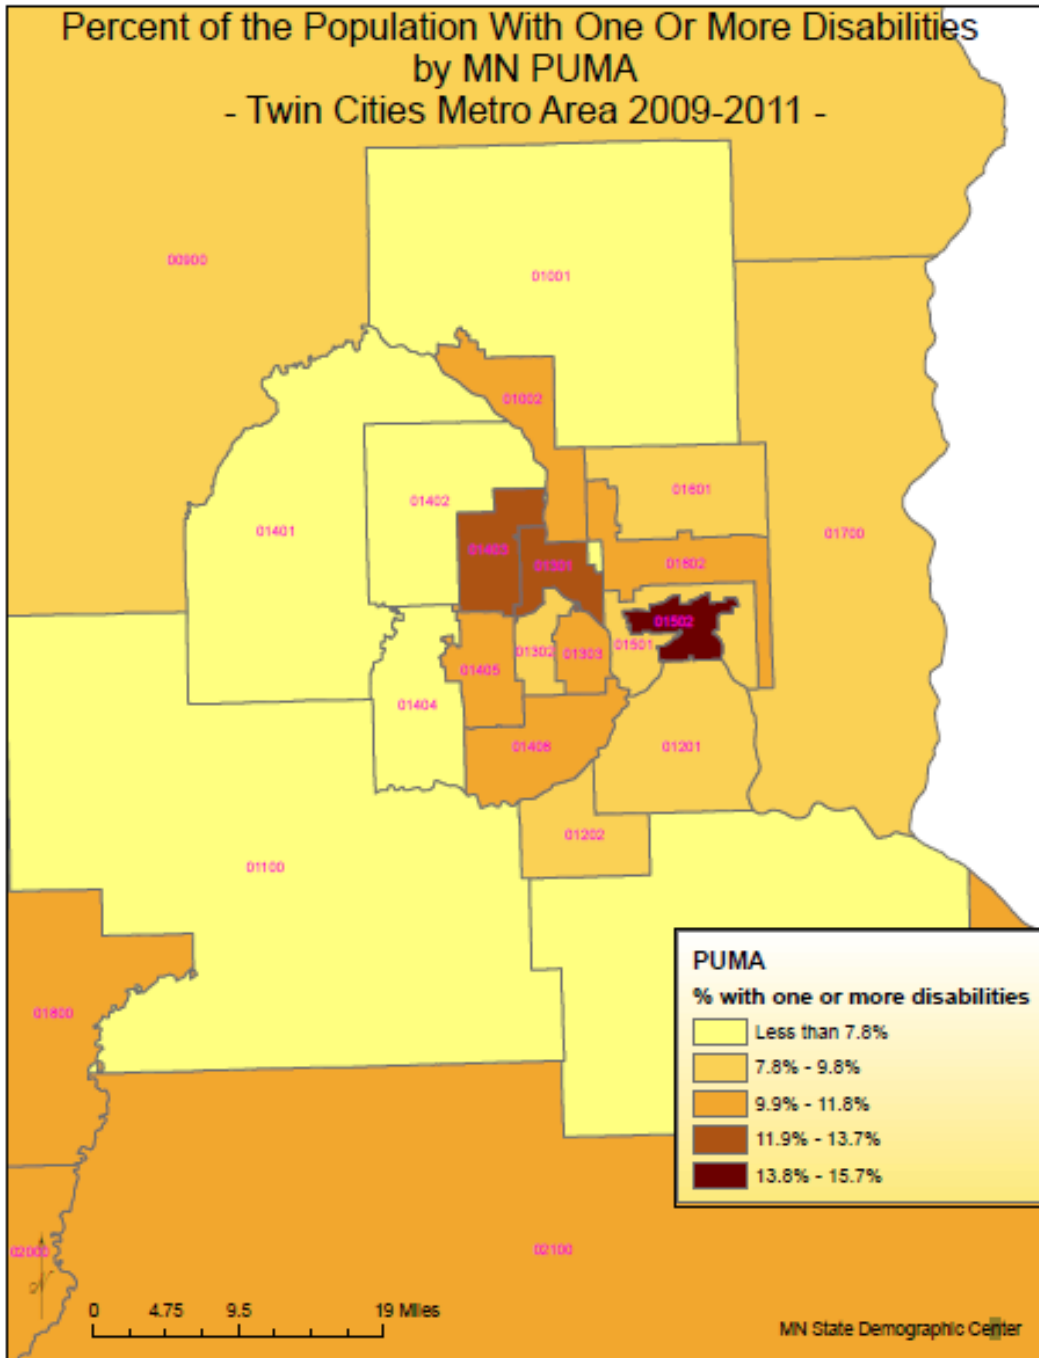 Percent of the Population With One Or More Disabilities
by MN PUMA
- Twin Cities Metro Area 2009-2011 -
00900
01001
01002
01402
01601
01401
01700
01403
01301
01602
01502
01501
01302
01303
01405
01404
01406
01201
01202
01100
01800
02000
02100
PUMA
% with one or more disabilities
Less than 7.8%
7.8% - 9.8%
9.9% - 11.8%
11.9% - 13.7%
13.8% - 15.7%
N
0 4.75 9.5 19 Miles
MN State Demographic Center